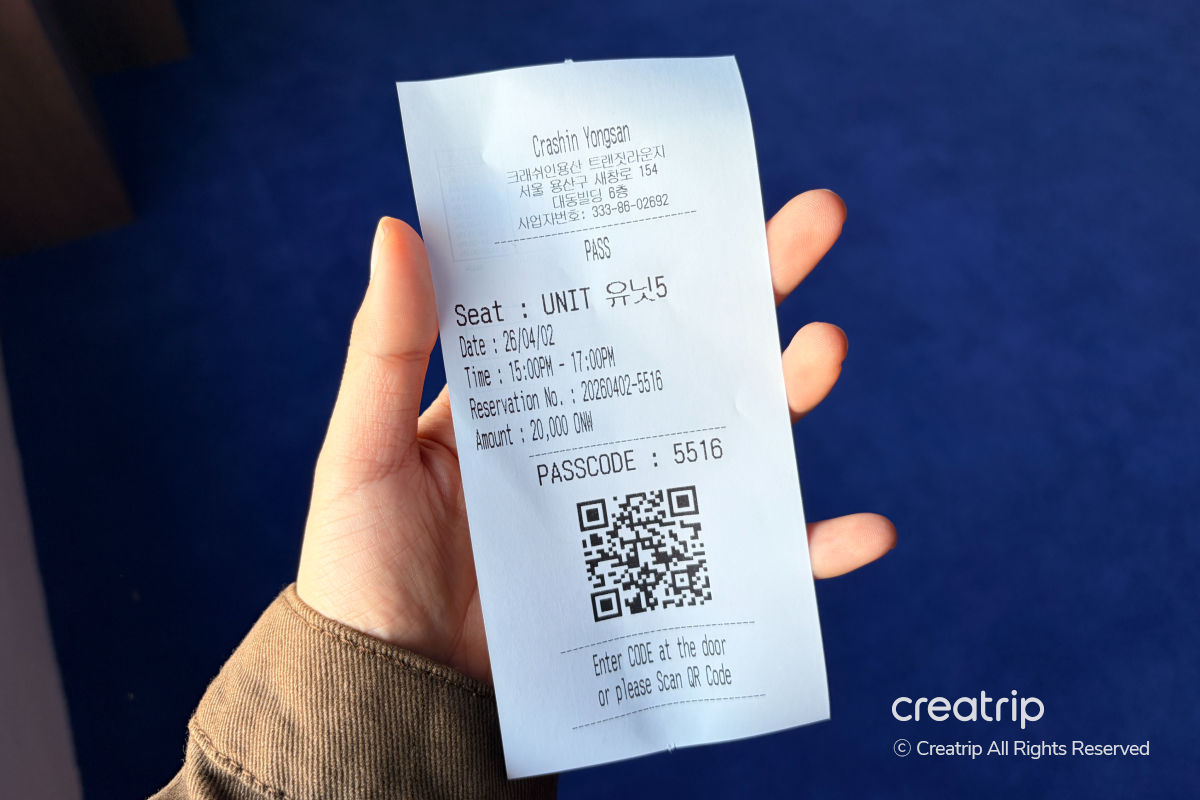 Crashin Yongsan
크래쉬인용산 트랜짓라운지
서울 용산구 새창로 154
대동빌딩 6층
사업자번호: 333-86-02692
PASS
Seat : UNIT 유닛5
Date : 26/04/02
Time : 15:00PM - 17:00PM
Reservation No. : 20260402-5516
Amount : 20,000 ONW
PASSCODE : 5516
Enter CODE at the door
or please Scan QR Code
creatrip
© Creatrip All Rights Reserved